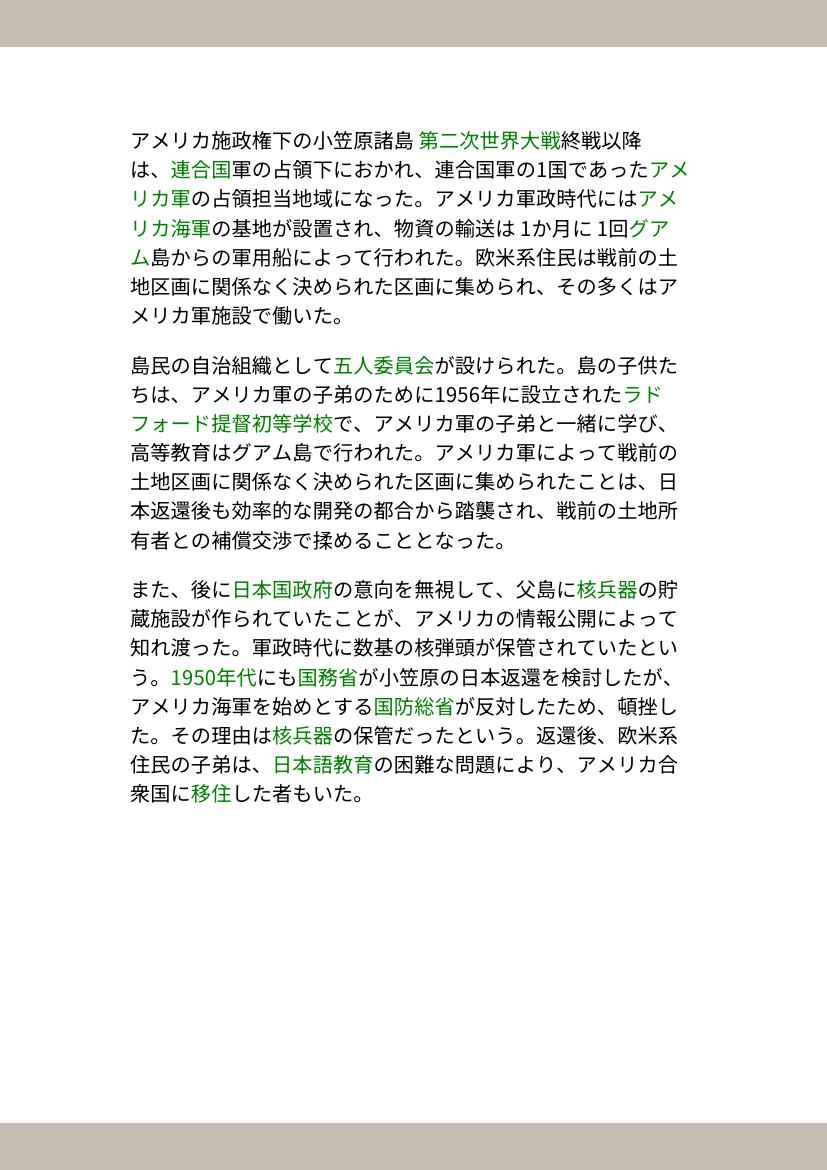 アメリカ施政権下の小笠原諸島 第二次世界大戦終戦以降
は、連合国軍の占領下におかれ、連合国軍の1国であったアメ
リカ軍の占領担当地域になった。アメリカ軍政時代にはアメ
リカ海軍の基地が設置され、物資の輸送は 1か月に 1回グア
ム島からの軍用船によって行われた。欧米系住民は戦前の土
地区画に関係なく決められた区画に集められ、その多くはア
メリカ軍施設で働いた。
島民の自治組織として五人委員会が設けられた。島の子供た
ちは、アメリカ軍の子弟のために1956年に設立されたラド
フォード提督初等学校で、アメリカ軍の子弟と一緒に学び、
高等教育はグアム島で行われた。アメリカ軍によって戦前の
土地区画に関係なく決められた区画に集められたことは、日
本返還後も効率的な開発の都合から踏襲され、戦前の土地所
有者との補償交渉で揉めることとなった。
また、後に日本国政府の意向を無視して、父島に核兵器の貯
蔵施設が作られていたことが、アメリカの情報公開によって
知れ渡った。軍政時代に数基の核弾頭が保管されていたとい
う。1950年代にも国務省が小笠原の日本返還を検討したが、
アメリカ海軍を始めとする国防総省が反対したため、頓挫し
た。その理由は核兵器の保管だったという。返還後、欧米系
住民の子弟は、日本語教育の困難な問題により、アメリカ合
衆国に移住した者もいた。